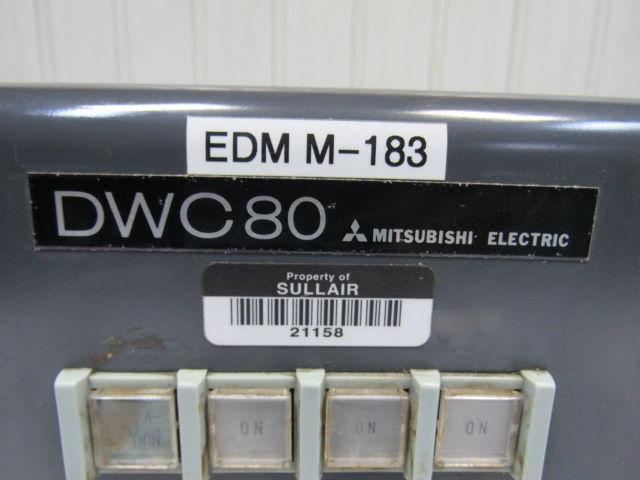 EDM M-183
DWC80 MITSUBISHI ELECTRIC
Property of
SULLAIR
21158
ON ON ON